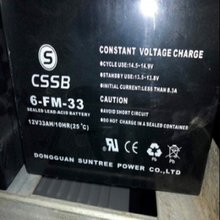 S
CSSB
6-FM-33
SEALED LEAD-ACID BATTERY
12V33AH/10HR(25°C)
CONSTANT VOLTAGE CHARGE
●CYCLE USE:14.5-14.9V
●STANDBY USE:13.5-13.8V
●INITIAL CURRENT:Less than 8.3A
CAUTION:
●AVOID SHORT CIRCUIT
●DO NOT CHARGE IN A SEALED CONTAINER
Pb
DONGGUAN SUNTREE POWER CO.,LTD